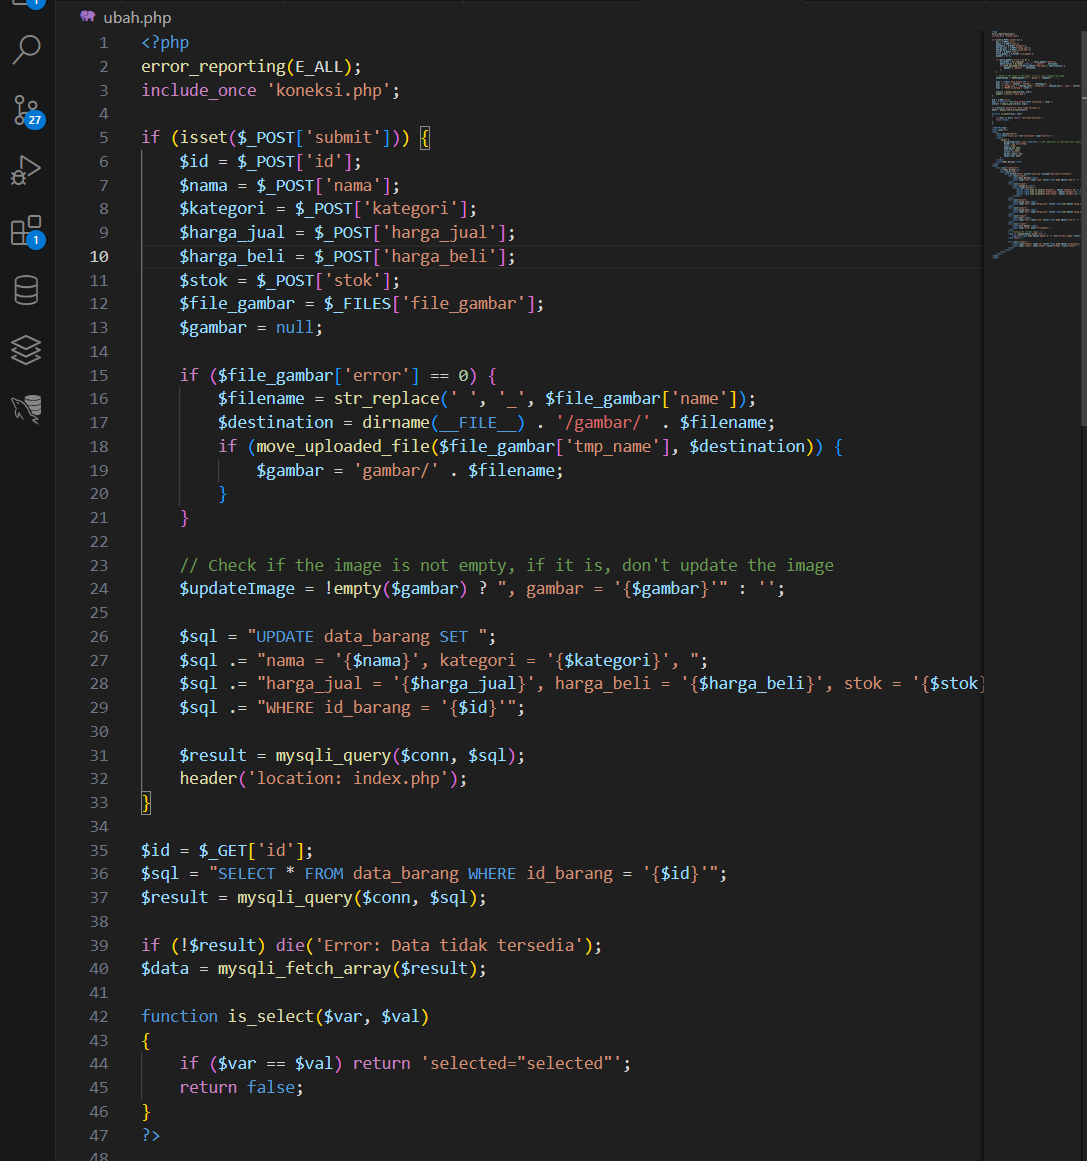 1
ubah.php
1 <?php
2 error_reporting(E_ALL);
3 include_once 'koneksi.php';
4
5 if (isset($_POST['submit'])) {
6     $id = $_POST['id'];
7     $nama = $_POST['nama'];
8     $kategori = $_POST['kategori'];
9     $harga_jual = $_POST['harga_jual'];
10     $harga_beli = $_POST['harga_beli'];
11     $stok = $_POST['stok'];
12     $file_gambar = $_FILES['file_gambar'];
13     $gambar = null;
14
15     if ($file_gambar['error'] == 0) {
16         $filename = str_replace(' ', '_', $file_gambar['name']);
17         $destination = dirname(__FILE__) . '/gambar/' . $filename;
18         if (move_uploaded_file($file_gambar['tmp_name'], $destination)) {
19             $gambar = 'gambar/' . $filename;
20         }
21     }
22
23     // Check if the image is not empty, if it is, don't update the image
24     $updateImage = !empty($gambar) ? ", gambar = '{$gambar}'" : '';
25
26     $sql = "UPDATE data_barang SET ";
27     $sql .= "nama = '{$nama}', kategori = '{$kategori}', ";
28     $sql .= "harga_jual = '{$harga_jual}', harga_beli = '{$harga_beli}', stok = '{$stok}
29     $sql .= "WHERE id_barang = '{$id}'";
30
31     $result = mysqli_query($conn, $sql);
32     header('location: index.php');
33 }
34
35 $id = $_GET['id'];
36 $sql = "SELECT * FROM data_barang WHERE id_barang = '{$id}'";
37 $result = mysqli_query($conn, $sql);
38
39 if (!$result) die('Error: Data tidak tersedia');
40 $data = mysqli_fetch_array($result);
41
42 function is_select($var, $val)
43 {
44     if ($var == $val) return 'selected="selected"';
45     return false;
46 }
47 ?>
48
27
1